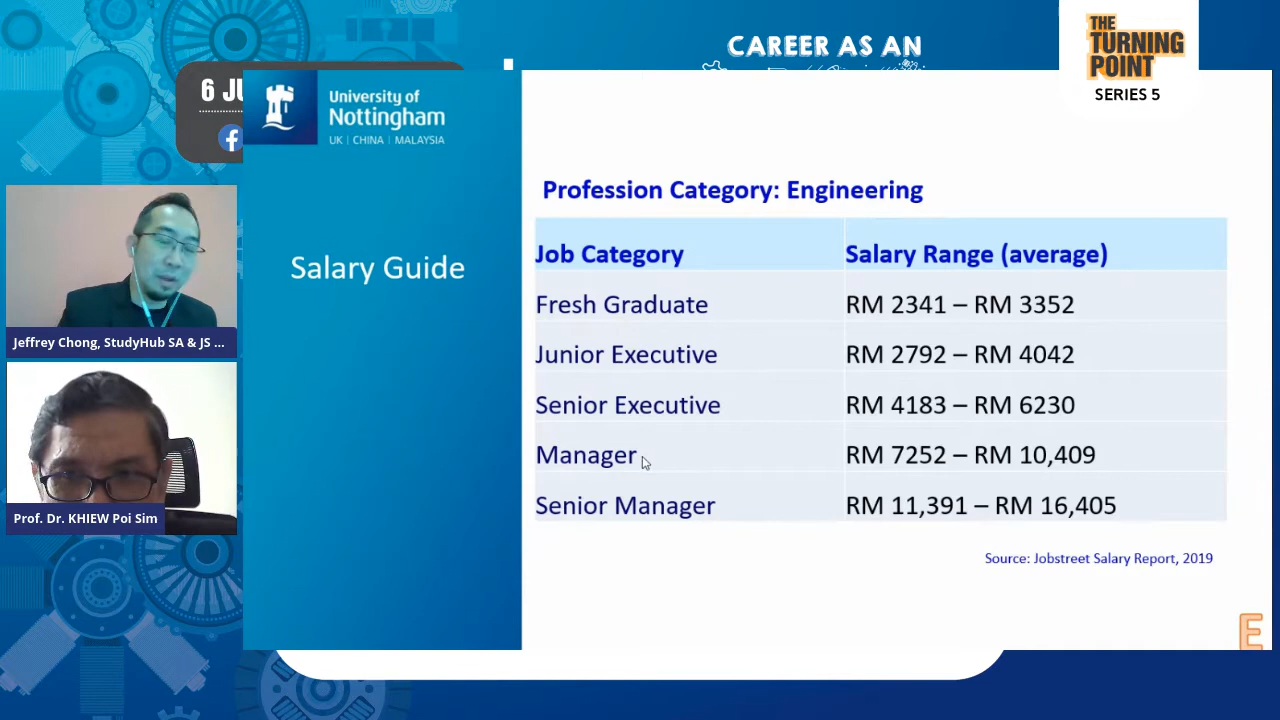 CAREER AS AN
THE
TURNING
POINT
SERIES 5
6 JU
University of
Nottingham
UK | CHINA | MALAYSIA
Salary Guide
Profession Category: Engineering
Job Category Salary Range (average)
Fresh Graduate RM 2341 – RM 3352
Junior Executive RM 2792 – RM 4042
Senior Executive RM 4183 – RM 6230
Manager RM 7252 – RM 10,409
Senior Manager RM 11,391 – RM 16,405
Source: Jobstreet Salary Report, 2019
Jeffrey Chong, StudyHub SA & JS ...
Prof. Dr. KHIEW Poi Sim
E